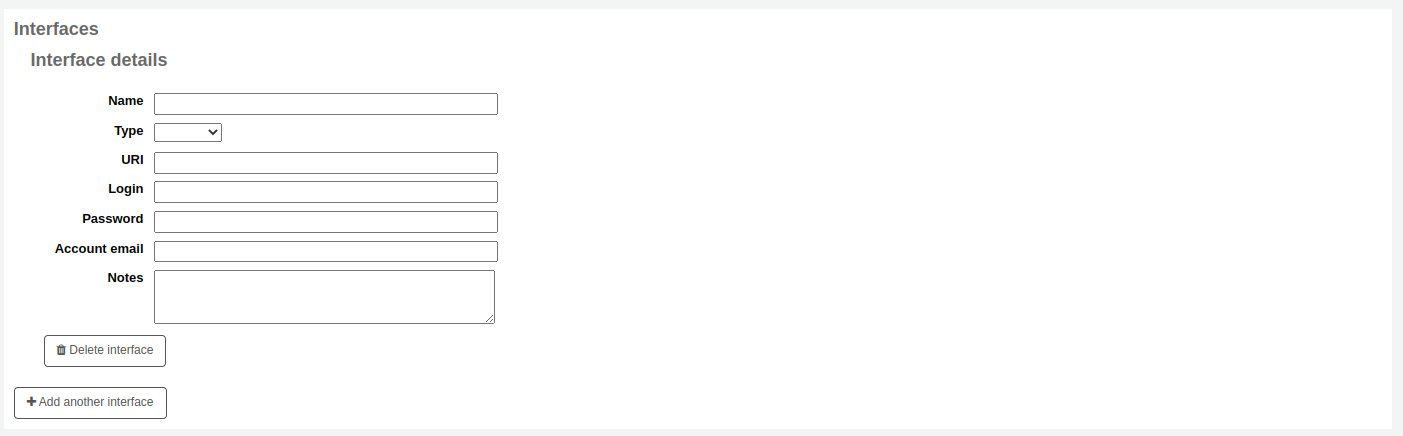 Interfaces
Interface details
Name
Type
URI
Login
Password
Account email
Notes
Delete interface
Add another interface